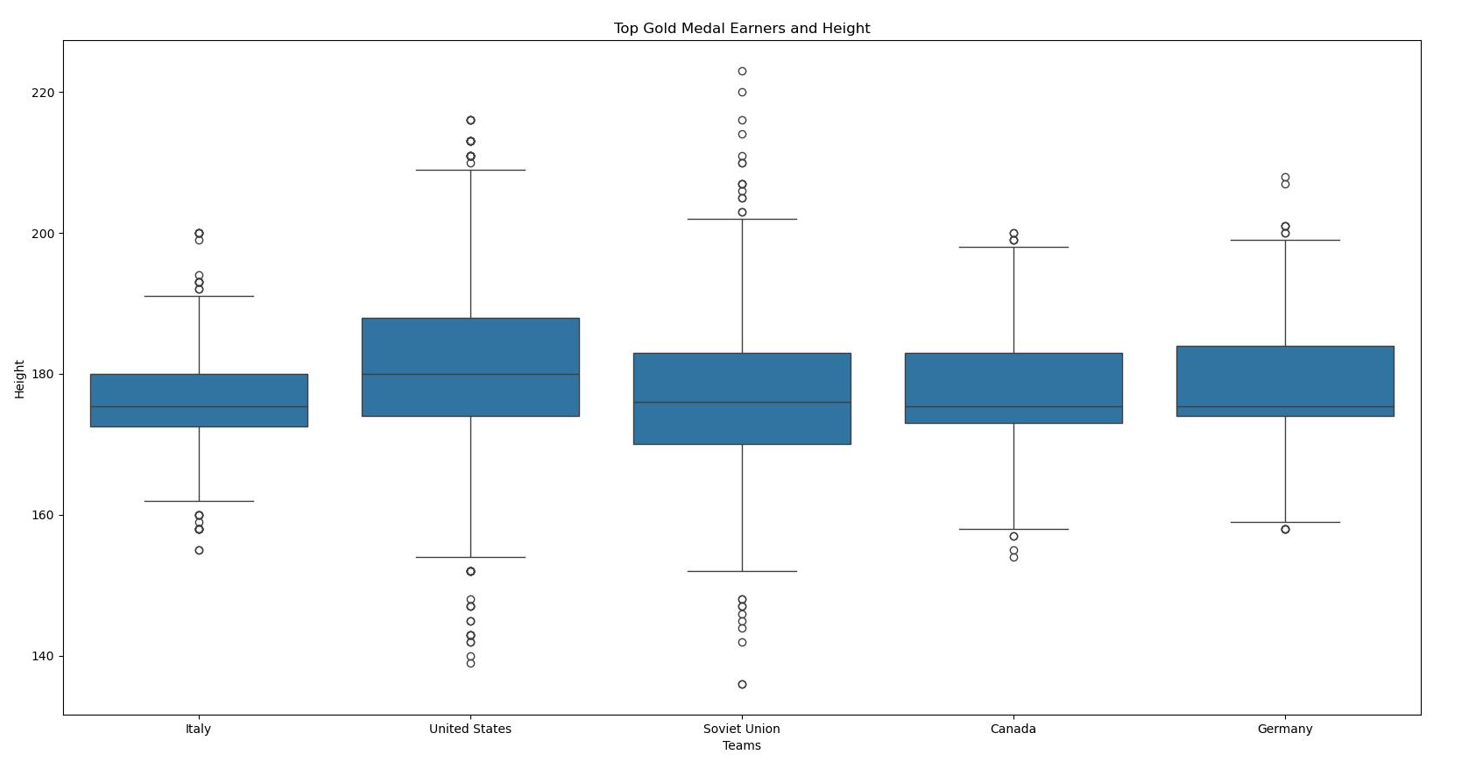 Top Gold Medal Earners and Height
220
200
180
160
140
Height
Italy United States Soviet Union Canada Germany
Teams